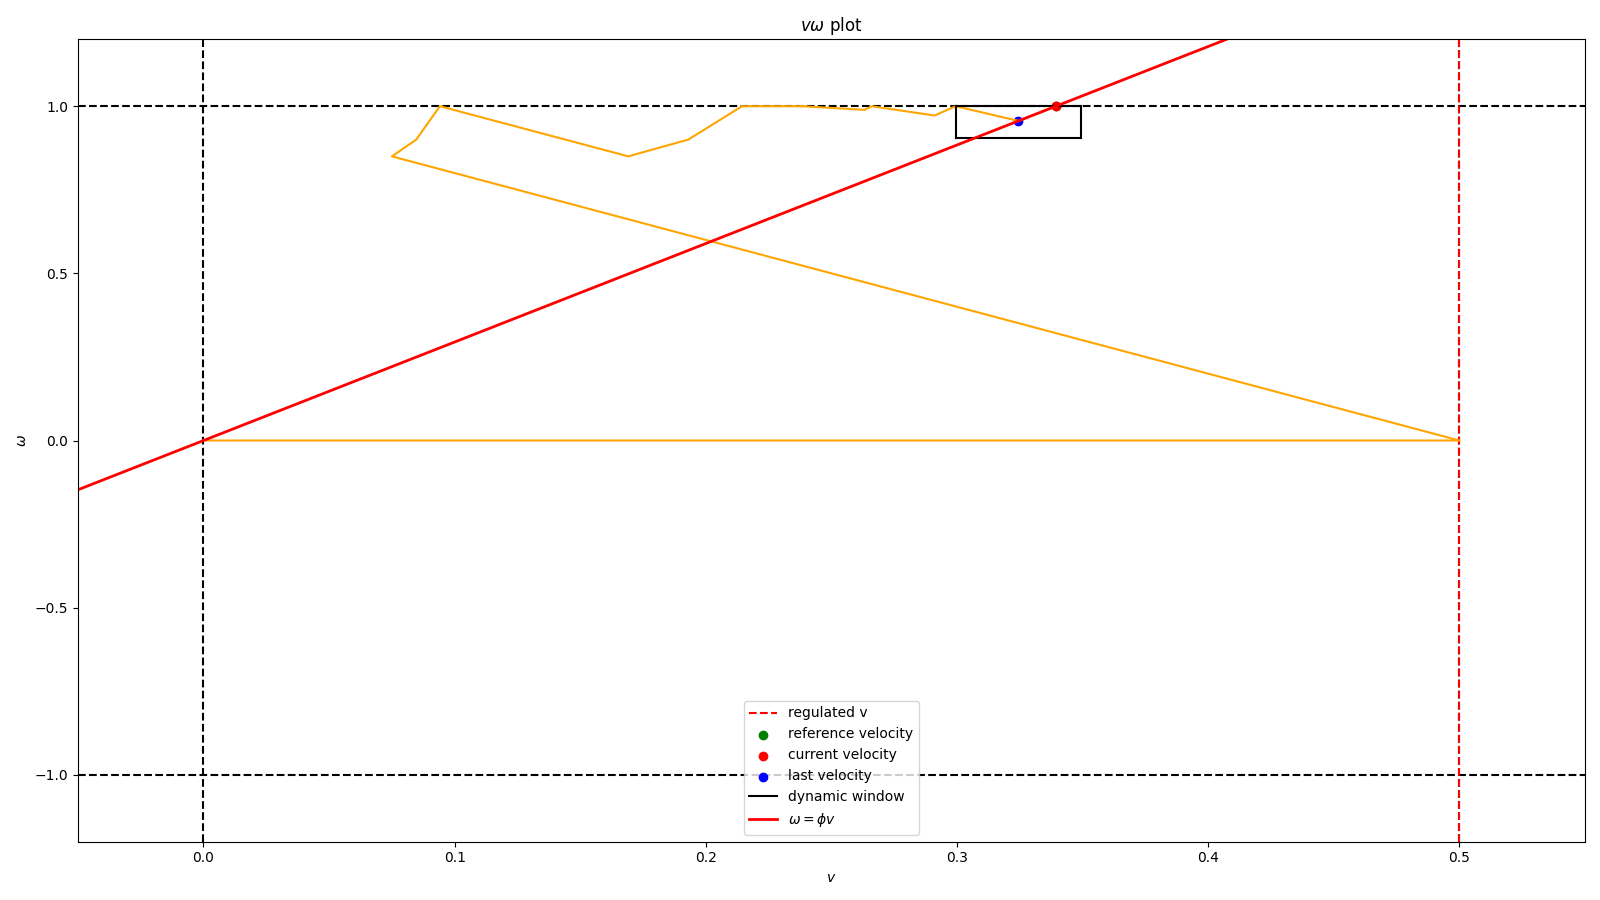 vω plot
1.0
0.5
0.0
−0.5
−1.0
ω
0.0 0.1 0.2 0.3 0.4 0.5
v
regulated v
reference velocity
current velocity
last velocity
dynamic window
ω = ϕv